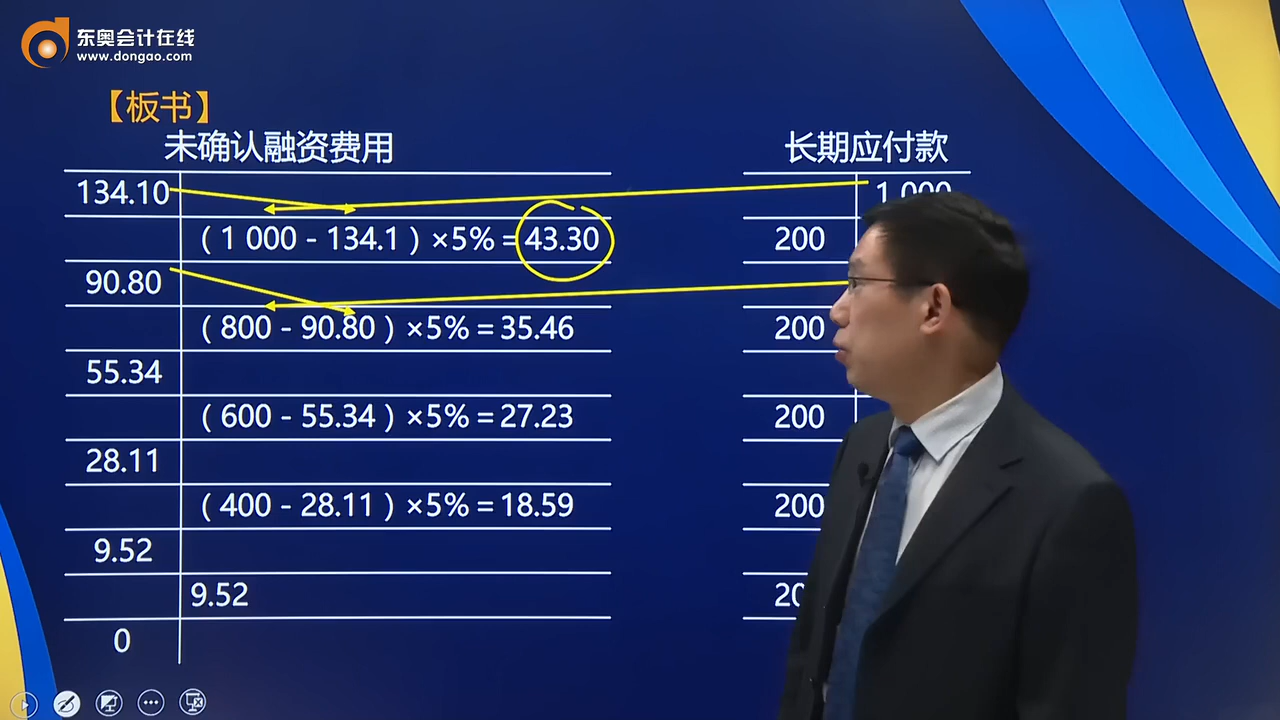 东奥会计在线
www.dongao.com
【板书】
未确认融资费用 长期应付款
134.10 1 000
(1 000-134.1)×5%=43.30 200
90.80
(800-90.80)×5%=35.46 200
55.34
(600-55.34)×5%=27.23 200
28.11
(400-28.11)×5%=18.59 200
9.52
9.52
0